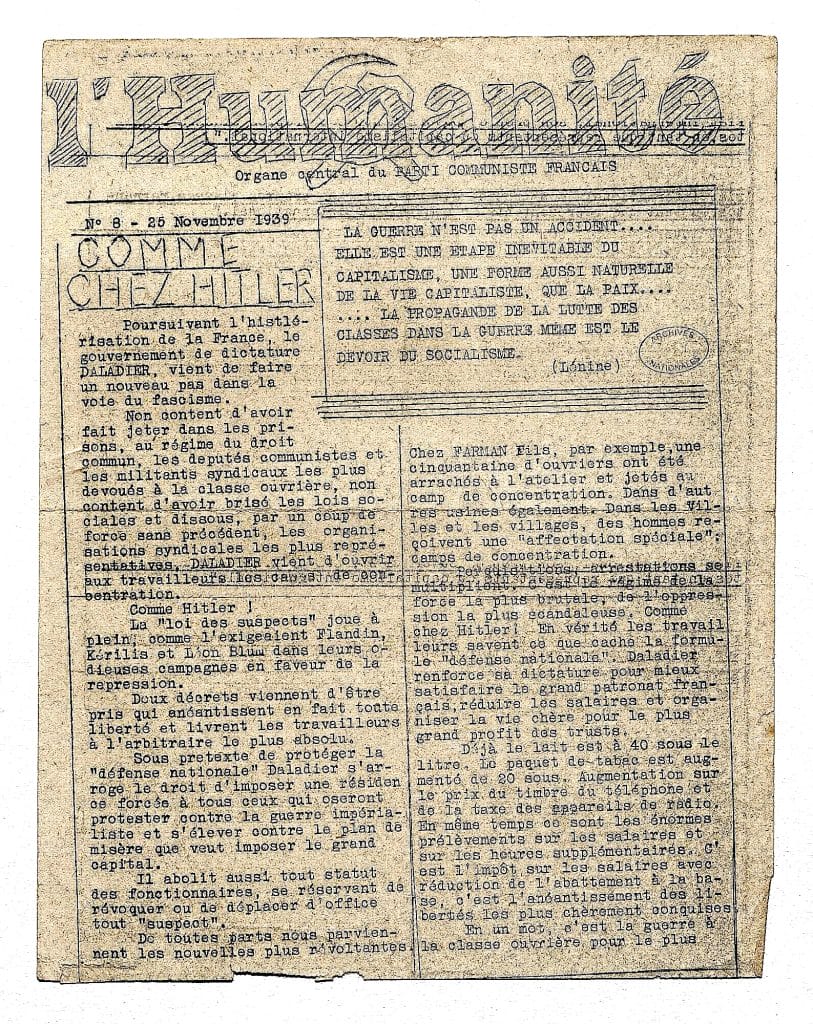 l'Humanité
Organe central du PARTI COMMUNISTE FRANCAIS
N° 8 - 25 Novembre 1939
COMME
CHEZ HITLER
LA GUERRE N'EST PAS UN ACCIDENT....
ELLE EST UNE ETAPE INEVITABLE DU
CAPITALISME, UNE FORME AUSSI NATURELLE
DE LA VIE CAPITALISTE, QUE LA PAIX....
.... LA PROPAGANDE DE LA LUTTE DES
CLASSES DANS LA GUERRE MÊME EST LE
DEVOIR DU SOCIALISME.
(Lénine)
ARCHIVES
NATIONALES
Poursuivant l'histlé-
risation de la France, le
gouvernement de dictature
DALADIER, vient de faire
un nouveau pas dans la
voie du fascisme.
Non content d'avoir
fait jeter dans les pri-
sons, au régime du droit
commun, les deputés communistes et
les militants syndicaux les plus
devoués à la classe ouvrière, non
content d'avoir brisé les lois so-
ciales et dissous, par un coup de
force sans précédent, les organi-
sations syndicales les plus repré-
sentatives, DALADIER vient d'ouvrir
aux travailleurs les camps de con-
centration.
Comme Hitler !
La "loi des suspects" joue à
plein, comme l'exigeaient Flandin,
Kérilis et Léon Blum dans leurs o-
dieuses campagnes en faveur de la
repression.
Deux décrets viennent d'être
pris qui anéantissent en fait toute
liberté et livrent les travailleurs
à l'arbitraire le plus absolu.
Sous pretexte de protéger la
"défense nationale" Daladier s'ar-
roge le droit d'imposer une résiden
ce forcée à tous ceux qui oseront
protester contre la guerre impéria-
liste et s'élever contre le plan de
misère que veut imposer le grand
capital.
Il abolit aussi tout statut
des fonctionnaires, se réservant de
révoquer ou de déplacer d'office
tout "suspect".
De toutes parts nous parvien-
nent les nouvelles plus révoltantes.
Chez FARMAN Fils, par exemple,une
cinquantaine d'ouvriers ont été
arrachés à l'atelier et jetés au
camp de concentration. Dans d'aut
res usines également. Dans les vil-
les et les villages, des hommes re-
çoivent une "affectation spéciale":
camps de concentration.
Perquisitions, arrestations se
multiplient. C'est le régime de la
force la plus brutale, de l'oppres-
sion la plus scandaleuse. Comme
chez Hitler! En vérité les travail
leurs savent ce que cache la formu-
le "défense nationale". Daladier
renforce sa dictature pour mieux
satisfaire le grand patronat fran-
çais,réduire les salaires et orga-
niser la vie chère pour le plus
grand profit des trusts.
Déjà le lait est à 40 sous le
litre. Le paquet de tabac est aug-
menté de 20 sous. Augmentation sur
le prix du timbre du téléphone et
de la taxe des appareils de radio.
En même temps ce sont les énormes
prélèvements sur les salaires et
sur les heures supplémentaires. C'
est l'impôt sur les salaires avec
réduction de l'abattement à la ba-
se, c'est l'anéantissement des li-
bertés les plus chèrement conquises
En un mot, c'est la guerre à
la classe ouvrière pour le plus